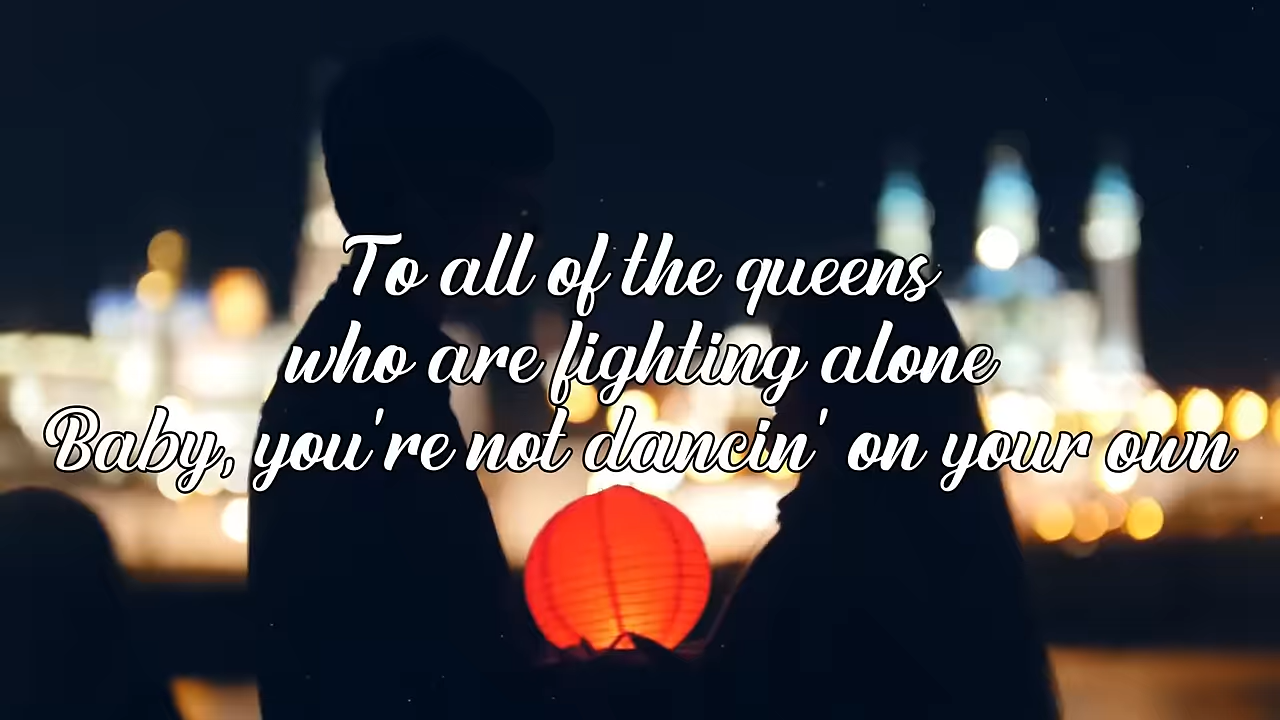 To all of the queens
who are fighting alone
Baby, you're not dancin' on your own